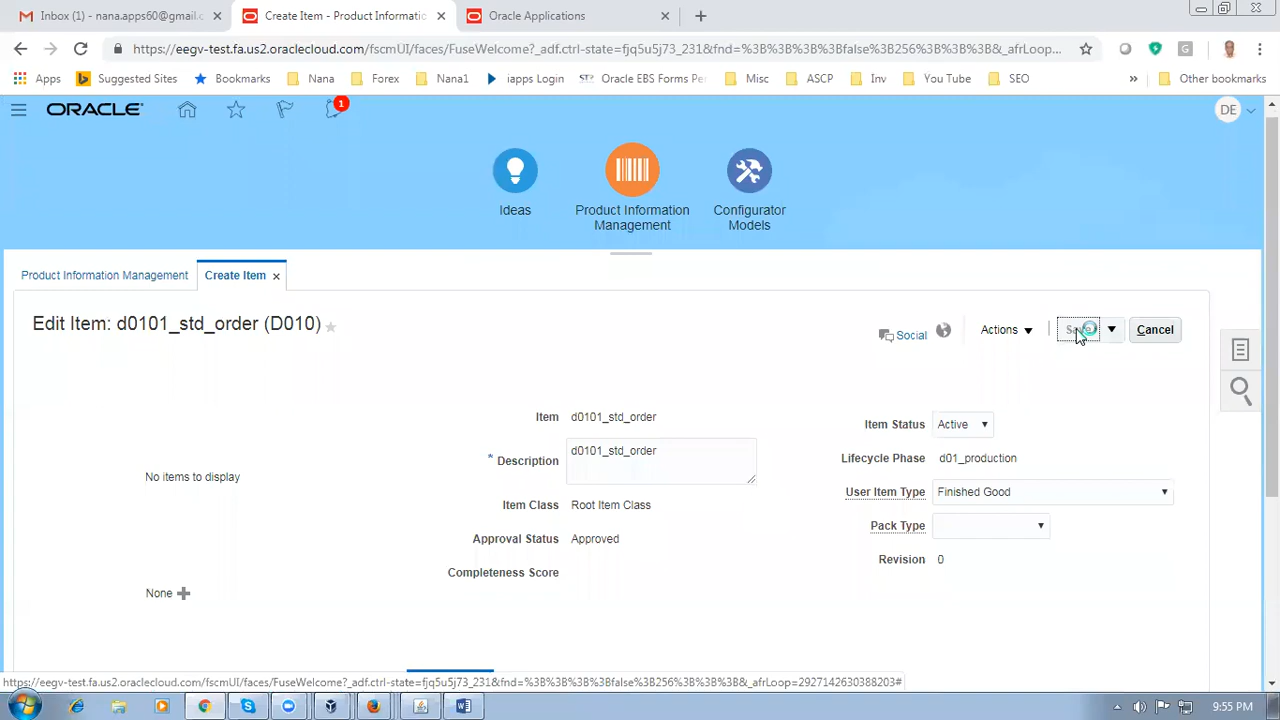 Inbox (1) - nana.apps60@gmail.c
Create Item - Product Informatio
Oracle Applications
https://eegv-test.fa.us2.oraclecloud.com/fscmUI/faces/FuseWelcome?_adf.ctrl-state=fjq5u5j73_231&fnd=%3B%3B%3B%3Bfalse%3B256%3B%3B%3B&_afrLoop...
Apps
Suggested Sites
Bookmarks
Nana
Forex
Nana1
iapps Login
Oracle EBS Forms Pe
Misc
ASCP
Inv
You Tube
SEO
Other bookmarks
ORACLE
1
DE
Ideas
Product Information Management
Configurator Models
Product Information Management
Create Item
Edit Item: d0101_std_order (D010)
Social
Actions
Save
Cancel
Item d0101_std_order
* Description d0101_std_order
Item Class Root Item Class
Approval Status Approved
Completeness Score
No items to display
None
Item Status Active
Lifecycle Phase d01_production
User Item Type Finished Good
Pack Type
Revision 0
https://eegv-test.fa.us2.oraclecloud.com/fscmUI/faces/FuseWelcome?_adf.ctrl-state=fjq5u5j73_231&fnd=%3B%3B%3B%3Bfalse%3B256%3B%3B%3B&_afrLoop=2927142630388203#
9:55 PM